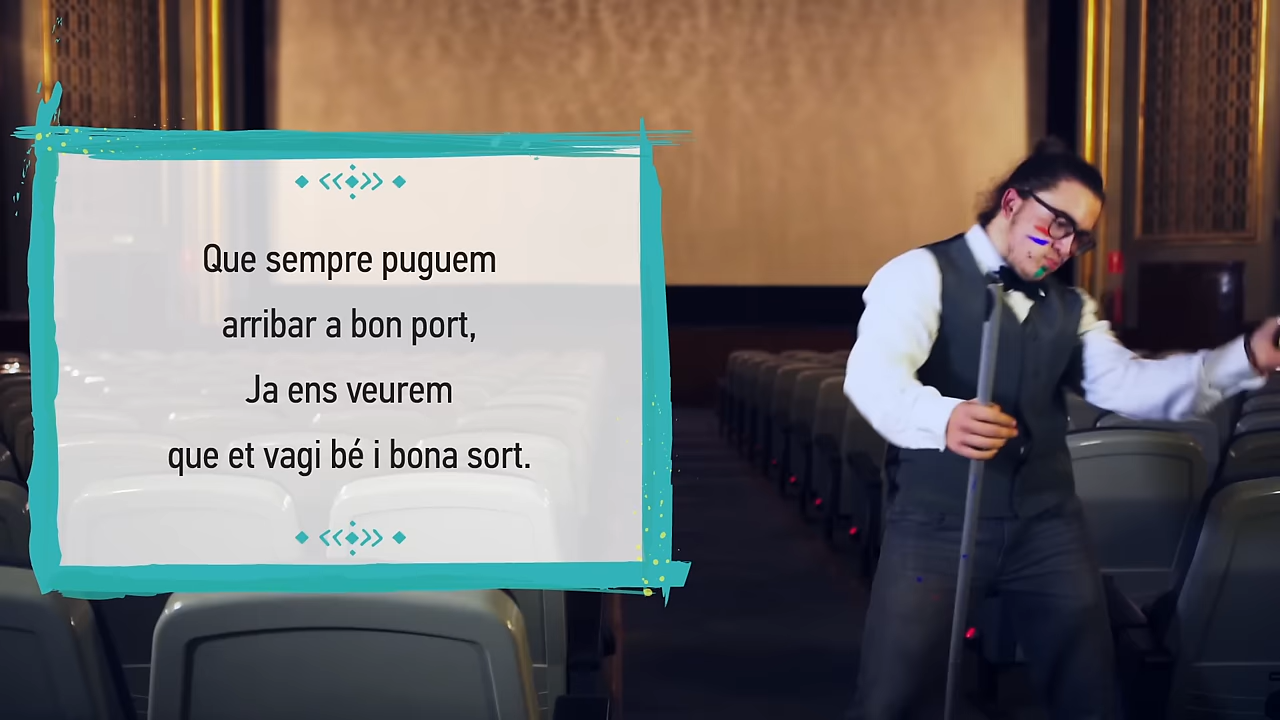 Que sempre puguem
arribar a bon port,
Ja ens veurem
que et vagi bé i bona sort.